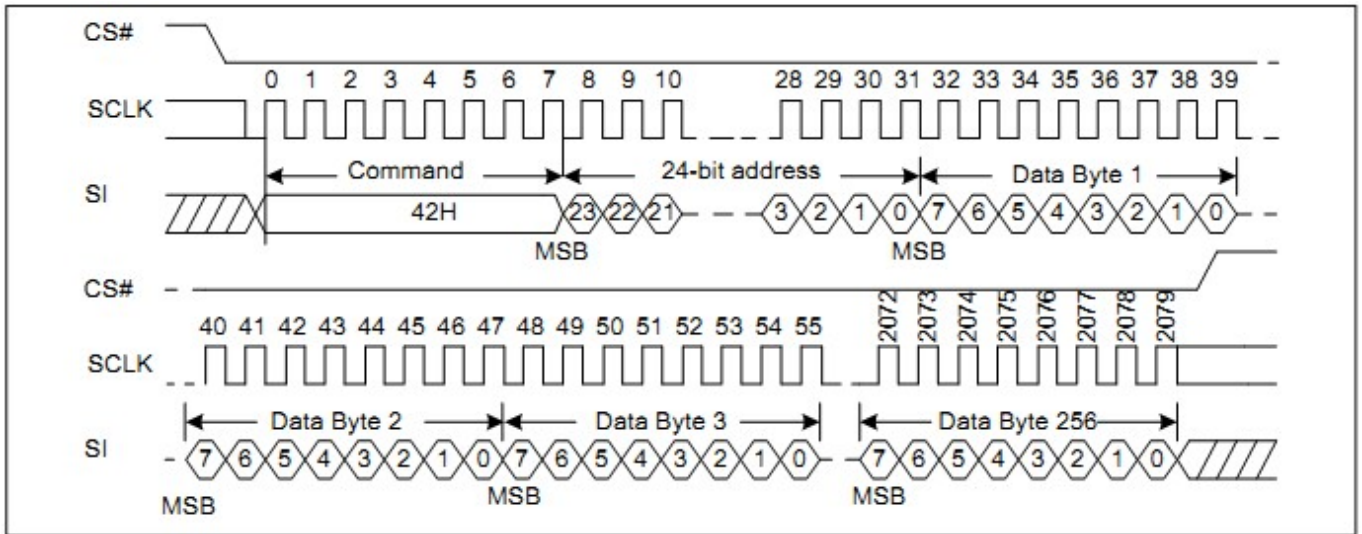 CS#
0 1 2 3 4 5 6 7 8 9 10 28 29 30 31 32 33 34 35 36 37 38 39
SCLK
Command 24-bit address Data Byte 1
SI
42H 23 22 21 3 2 1 0 7 6 5 4 3 2 1 0
MSB MSB
CS#
40 41 42 43 44 45 46 47 48 49 50 51 52 53 54 55 2072 2073 2074 2075 2076 2077 2078 2079
SCLK
Data Byte 2 Data Byte 3 Data Byte 256
SI
7 6 5 4 3 2 1 0 7 6 5 4 3 2 1 0 7 6 5 4 3 2 1 0
MSB MSB MSB